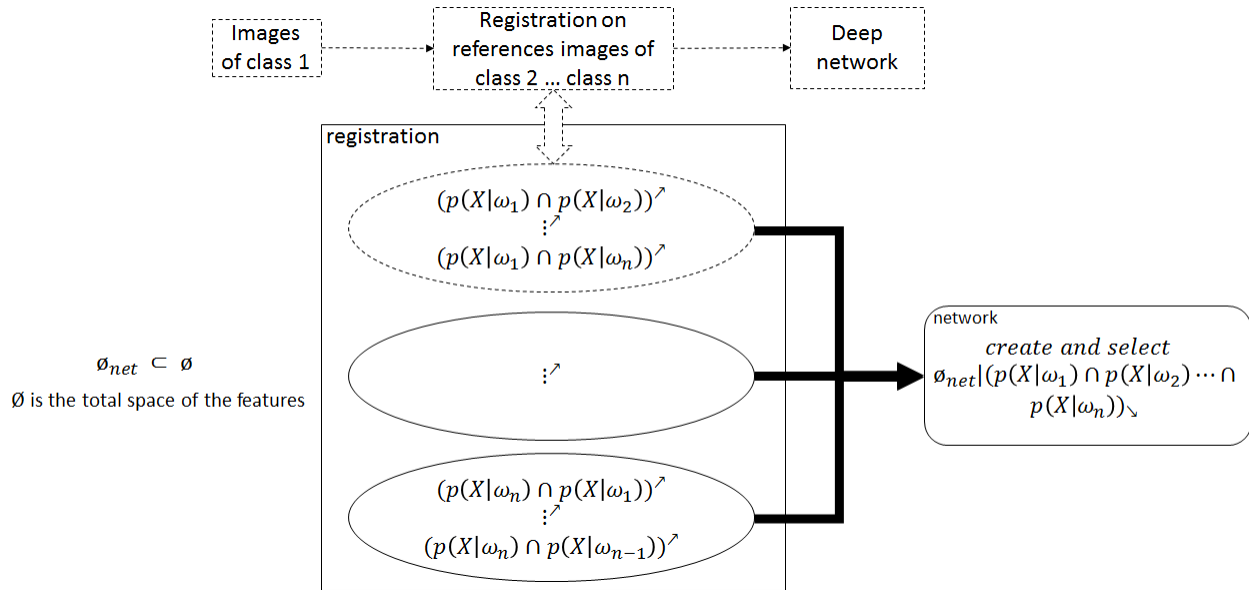 Images
of class 1
Registration on
references images of
class 2 ... class n
Deep
network
registration
(p(X|ω₁) ∩ p(X|ω₂))↗
⋮↗
(p(X|ω₁) ∩ p(X|ωₙ))↗
⋮↗
(p(X|ωₙ) ∩ p(X|ω₁))↗
⋮↗
(p(X|ωₙ) ∩ p(X|ωₙ₋₁))↗
ø_net ⊂ ø
Ø is the total space of the features
network
create and select
ø_net|(p(X|ω₁) ∩ p(X|ω₂) ⋯ ∩
p(X|ωₙ))↘